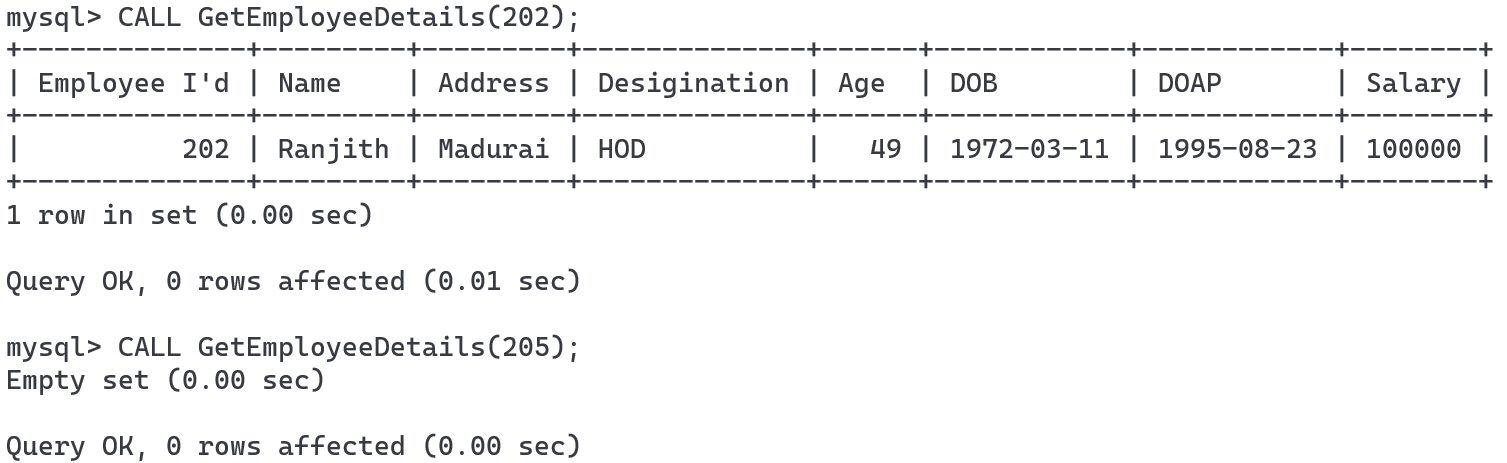 mysql> CALL GetEmployeeDetails(202);
+--------------+---------+---------+--------------+------+------------+------------+--------+
| Employee I'd | Name    | Address | Desigination | Age  | DOB        | DOAP       | Salary |
+--------------+---------+---------+--------------+------+------------+------------+--------+
|          202 | Ranjith | Madurai | HOD          |   49 | 1972-03-11 | 1995-08-23 | 100000 |
+--------------+---------+---------+--------------+------+------------+------------+--------+
1 row in set (0.00 sec)

Query OK, 0 rows affected (0.01 sec)

mysql> CALL GetEmployeeDetails(205);
Empty set (0.00 sec)

Query OK, 0 rows affected (0.00 sec)